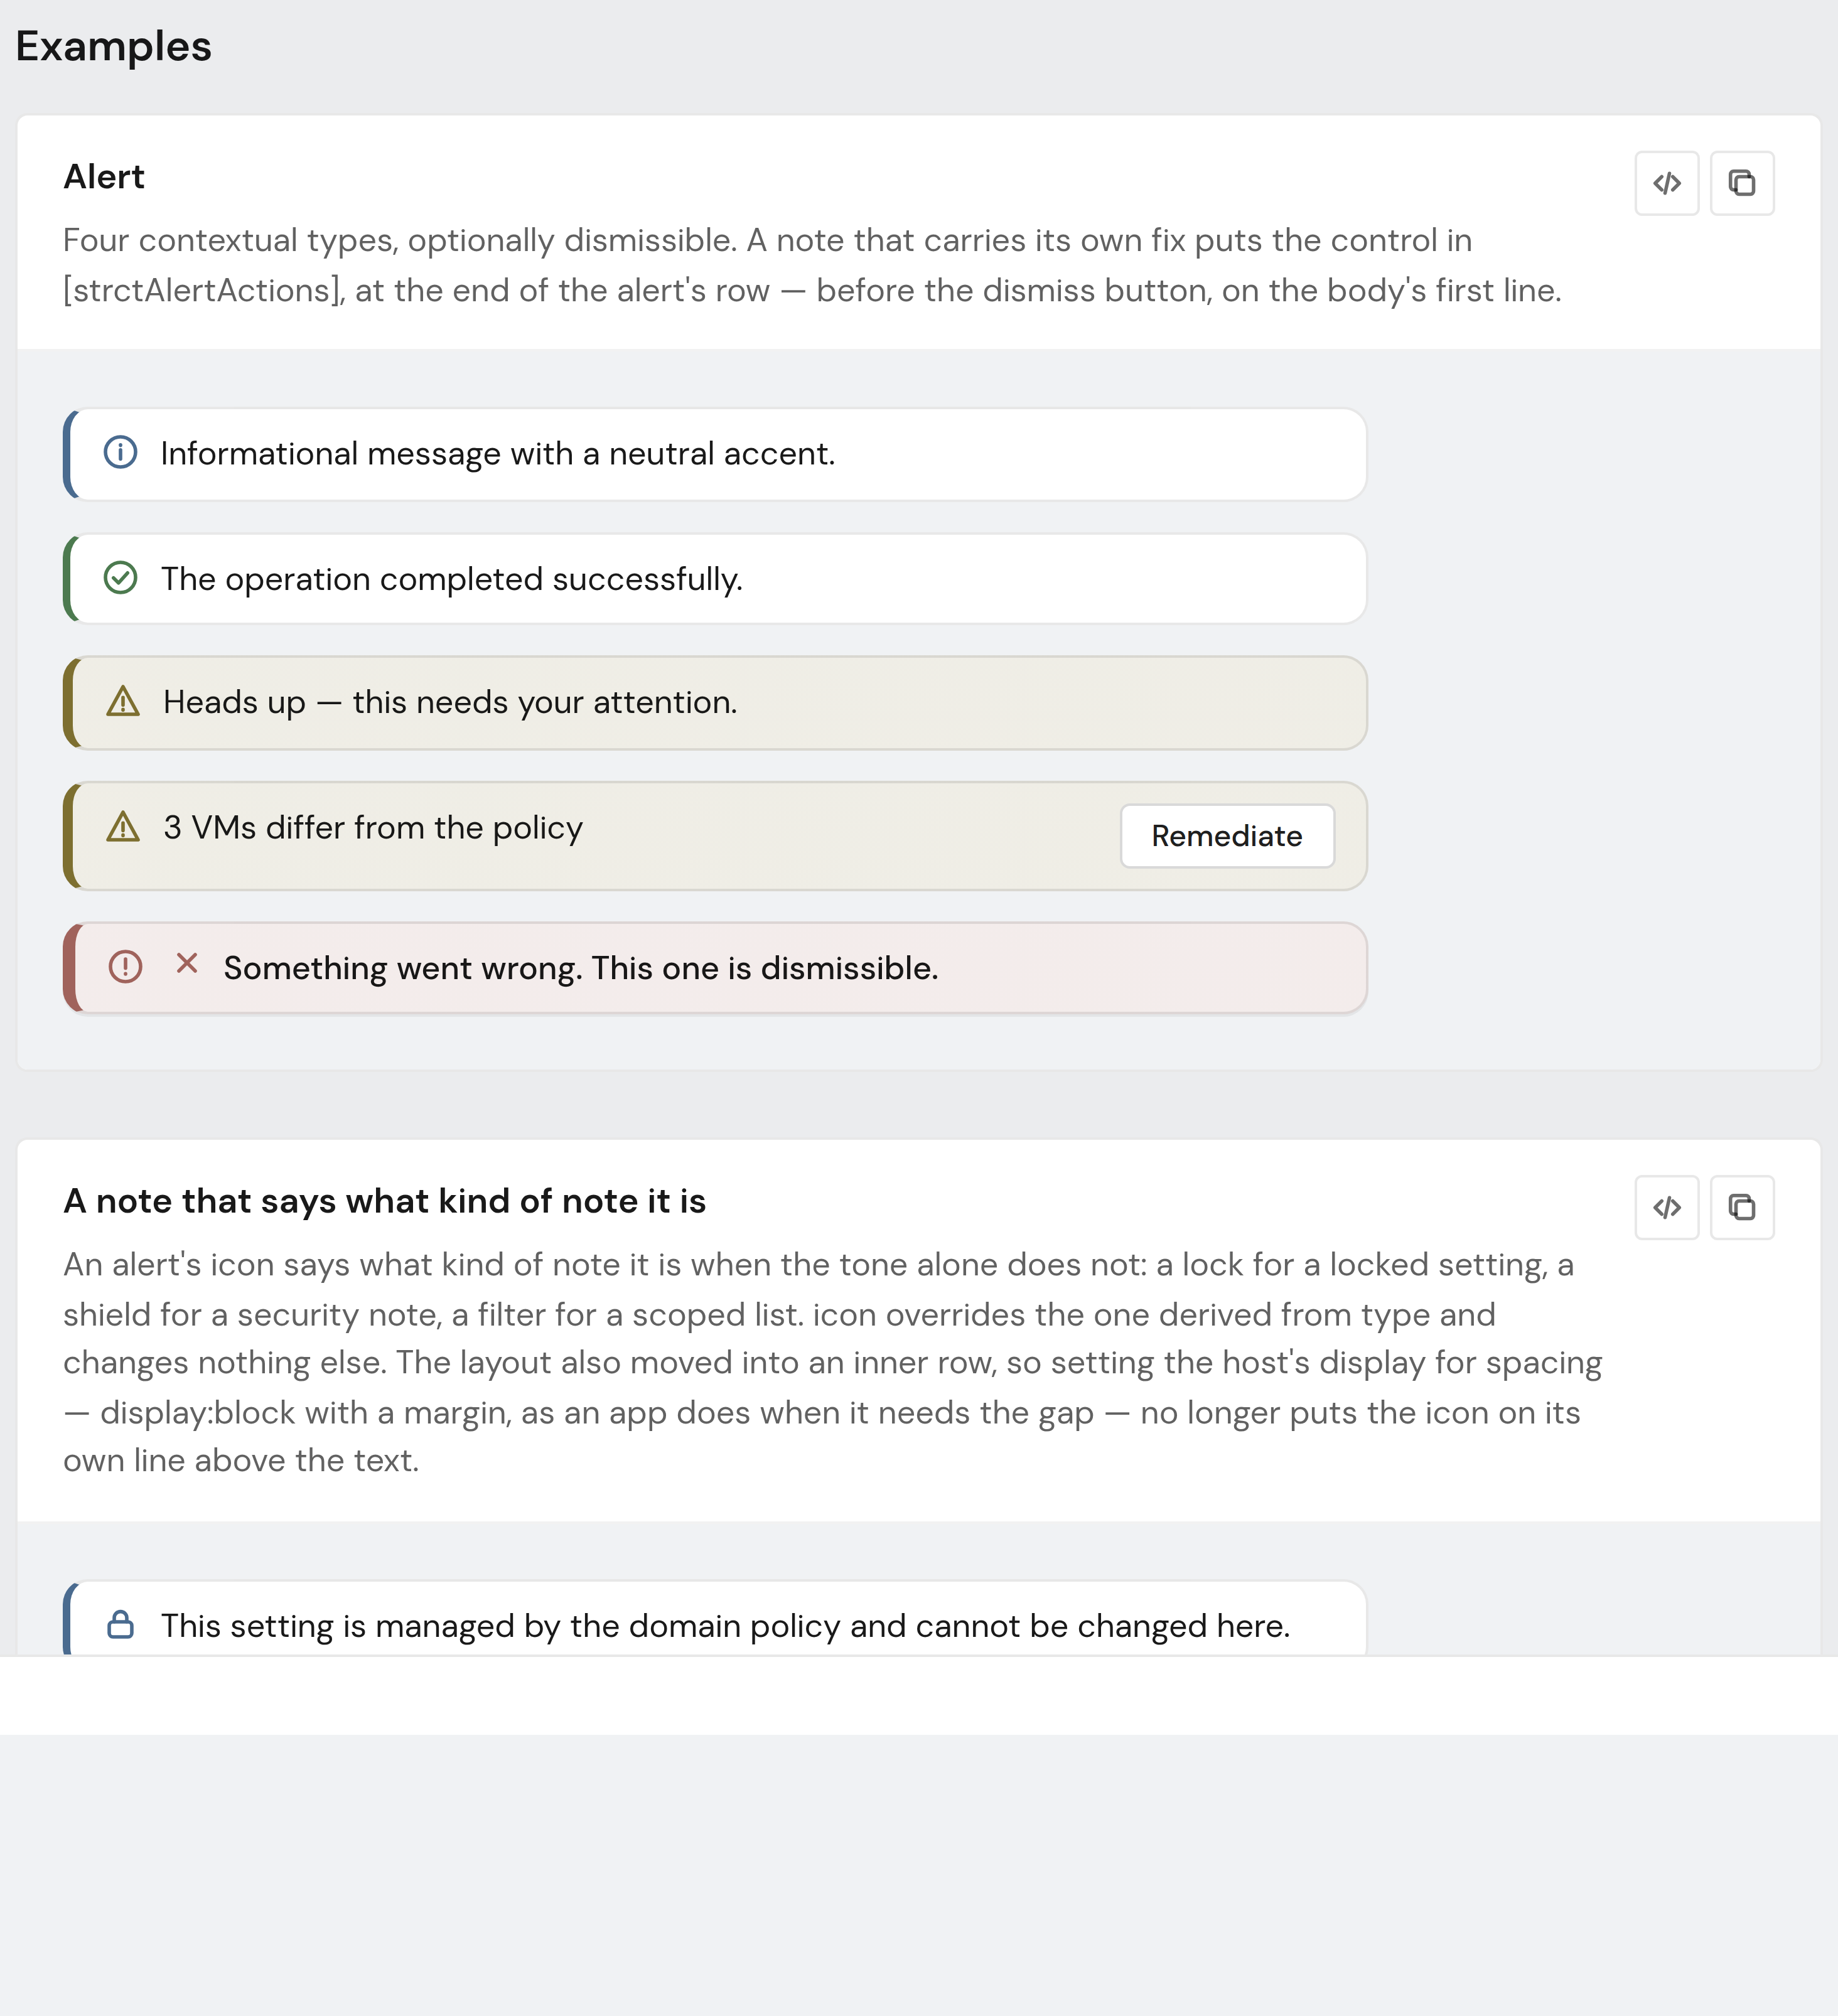 Examples
Alert
Four contextual types, optionally dismissible. A note that carries its own fix puts the control in
[strctAlertActions], at the end of the alert's row — before the dismiss button, on the body's first line.
Informational message with a neutral accent.
The operation completed successfully.
Heads up — this needs your attention.
3 VMs differ from the policy
Remediate
Something went wrong. This one is dismissible.
A note that says what kind of note it is
An alert's icon says what kind of note it is when the tone alone does not: a lock for a locked setting, a
shield for a security note, a filter for a scoped list. icon overrides the one derived from type and
changes nothing else. The layout also moved into an inner row, so setting the host's display for spacing
— display:block with a margin, as an app does when it needs the gap — no longer puts the icon on its
own line above the text.
This setting is managed by the domain policy and cannot be changed here.